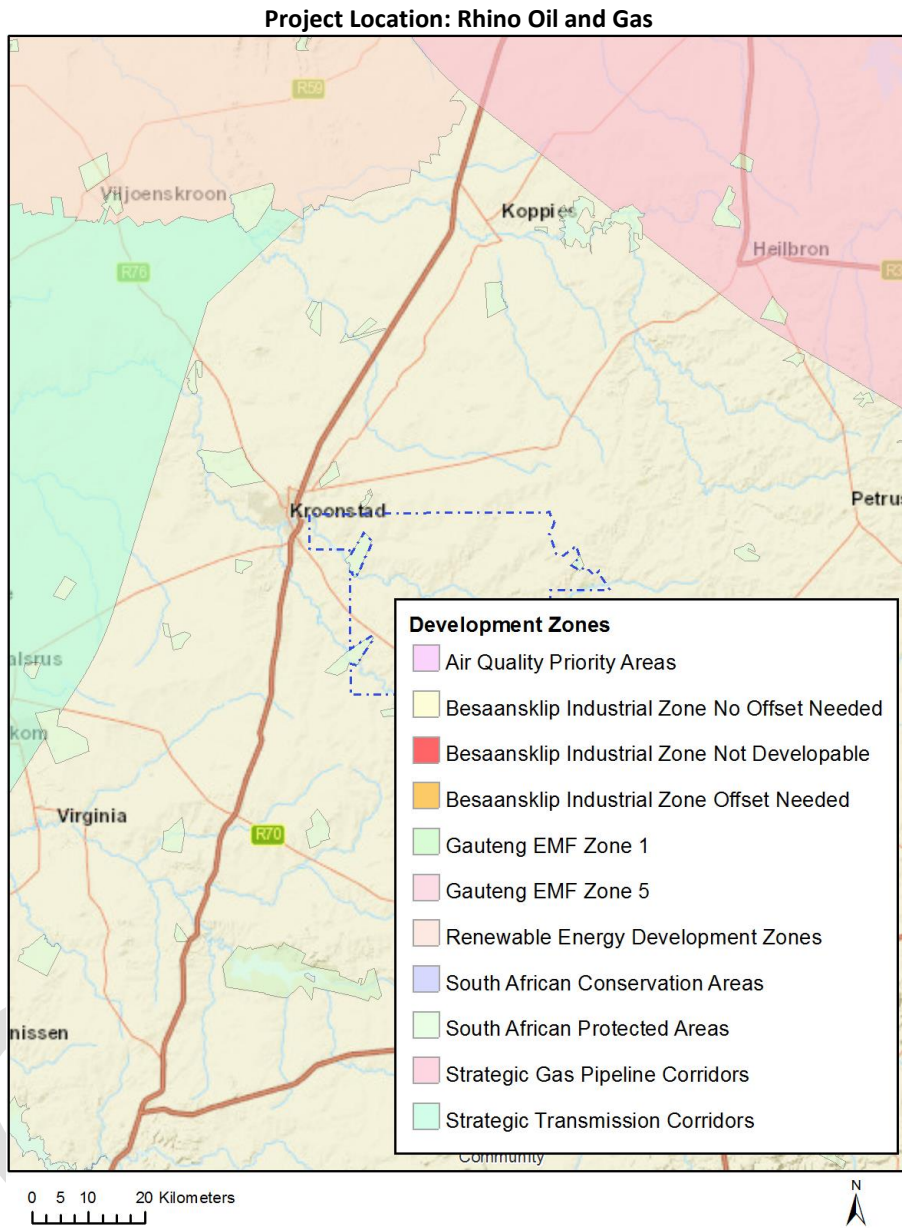 Project Location: Rhino Oil and Gas
R59
Viljoenskroon
Koppies
Heilbron
R76
R3
Kroonstad
Petrus
alsrus
kom
Virginia
R70
nissen
Development Zones
Air Quality Priority Areas
Besaansklip Industrial Zone No Offset Needed
Besaansklip Industrial Zone Not Developable
Besaansklip Industrial Zone Offset Needed
Gauteng EMF Zone 1
Gauteng EMF Zone 5
Renewable Energy Development Zones
South African Conservation Areas
South African Protected Areas
Strategic Gas Pipeline Corridors
Strategic Transmission Corridors
Community
0 5 10 20 Kilometers
N